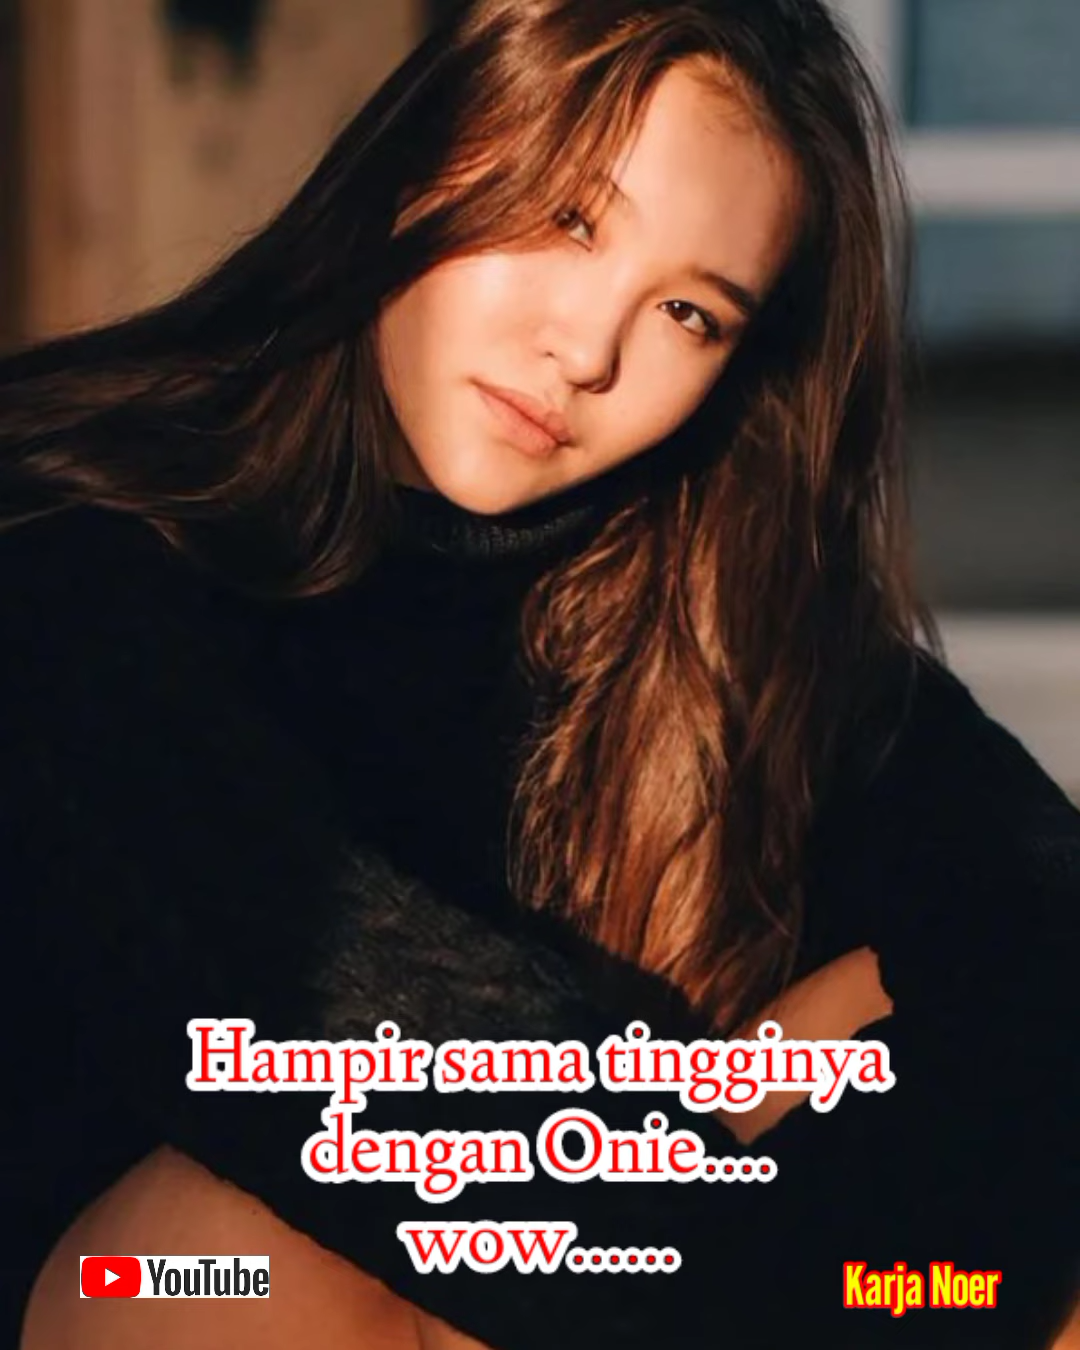 Hampir sama tingginya
dengan Onie....
wow......
YouTube
Karja Noer